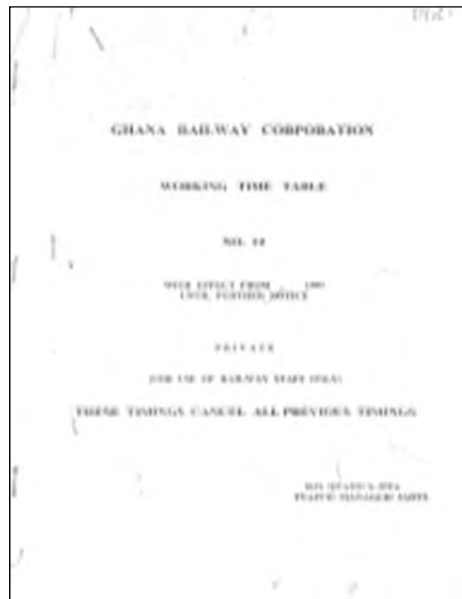 GHANA RAILWAY CORPORATION
WORKING TIME TABLE
NO.
WITH EFFECT FROM
UNTIL FURTHER NOTICE
PRIVATE
(FOR USE OF RAILWAY STAFF ONLY)
THESE TIMINGS CANCEL ALL PREVIOUS TIMINGS